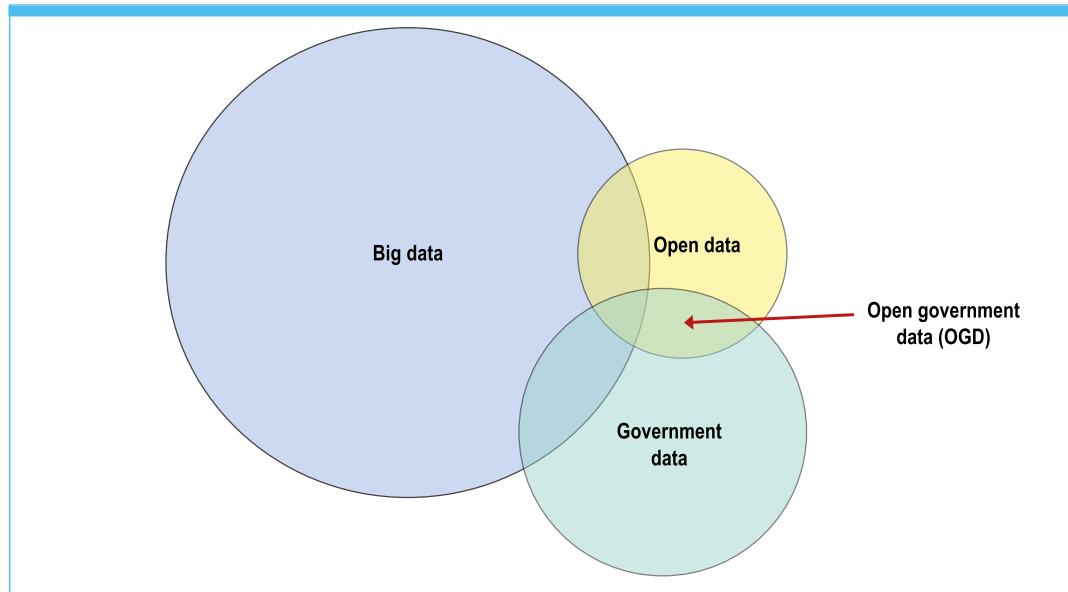 Big data
Open data
Open government
data (OGD)
Government
data